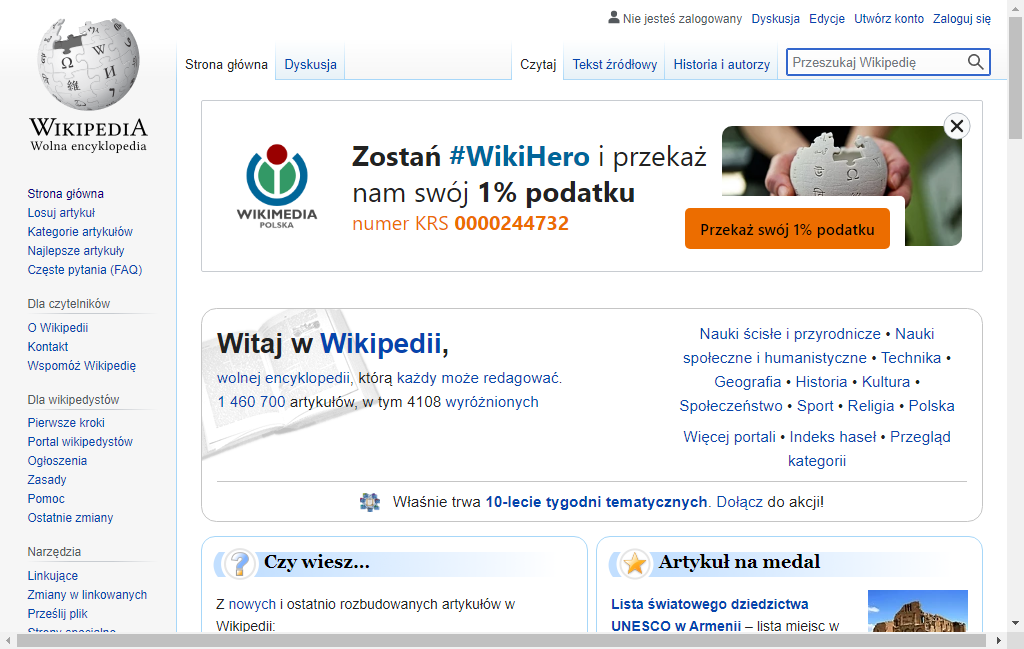 Nie jesteś zalogowany Dyskusja Edycje Utwórz konto Zaloguj się
Strona główna Dyskusja Czytaj Tekst źródłowy Historia i autorzy Przeszukaj Wikipedię
WIKIPEDIA
Wolna encyklopedia
Strona główna
Losuj artykuł
Kategorie artykułów
Najlepsze artykuły
Częste pytania (FAQ)
Dla czytelników
O Wikipedii
Kontakt
Wspomóż Wikipedię
Dla wikipedystów
Pierwsze kroki
Portal wikipedystów
Ogłoszenia
Zasady
Pomoc
Ostatnie zmiany
Narzędzia
Linkujące
Zmiany w linkowanych
Prześlij plik
Strony specjalne
WIKIMEDIA
POLSKA
Zostań #WikiHero i przekaż
nam swój 1% podatku
numer KRS 0000244732
Przekaż swój 1% podatku
Witaj w Wikipedii,
wolnej encyklopedii, którą każdy może redagować.
1 460 700 artykułów, w tym 4108 wyróżnionych
Nauki ścisłe i przyrodnicze • Nauki
społeczne i humanistyczne • Technika •
Geografia • Historia • Kultura •
Społeczeństwo • Sport • Religia • Polska
Więcej portali • Indeks haseł • Przegląd
kategorii
Właśnie trwa 10-lecie tygodni tematycznych. Dołącz do akcji!
Czy wiesz...
Z nowych i ostatnio rozbudowanych artykułów w
Wikipedii:
Artykuł na medal
Lista światowego dziedzictwa
UNESCO w Armenii – lista miejsc w